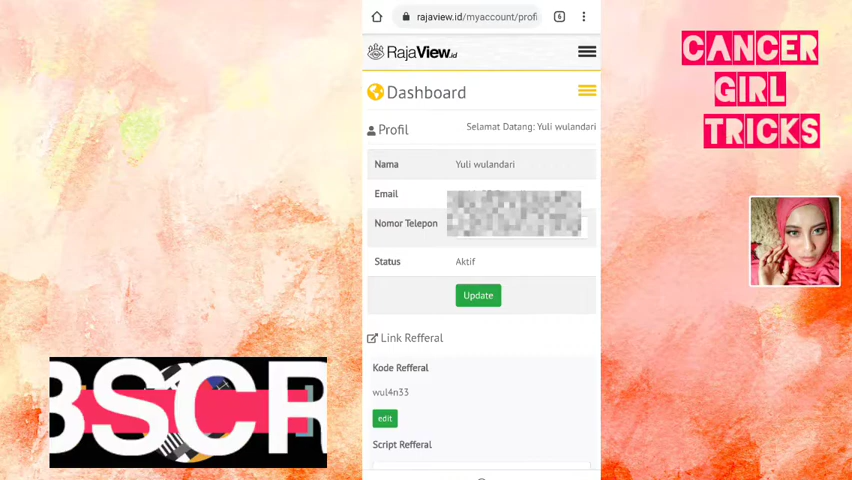 rajaview.id/myaccount/profi
6
RajaView.id
Dashboard
Profil
Selamat Datang: Yuli wulandari
Nama
Yuli wulandari
Email
Nomor Telepon
Status
Aktif
Update
Link Refferal
Kode Refferal
wul4n33
edit
Script Refferal
CANCER
GIRL
TRICKS
BSCR